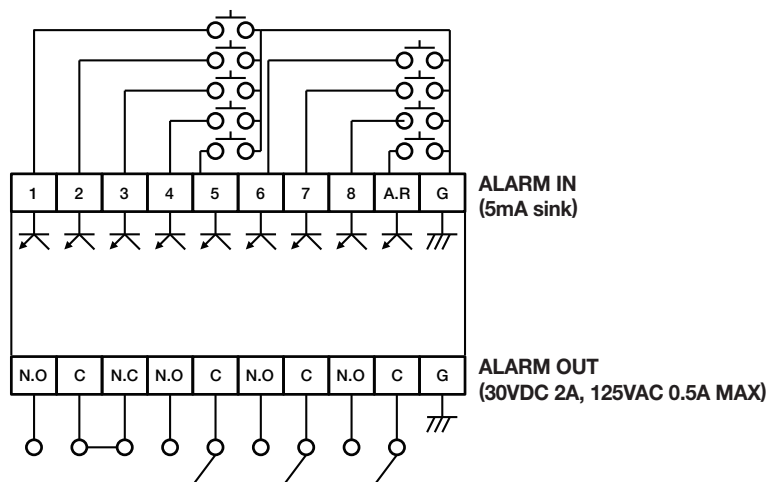 1 2 3 4 5 6 7 8 A.R G
ALARM IN
(5mA sink)
N.O C N.C N.O C N.O C N.O C G
ALARM OUT
(30VDC 2A, 125VAC 0.5A MAX)